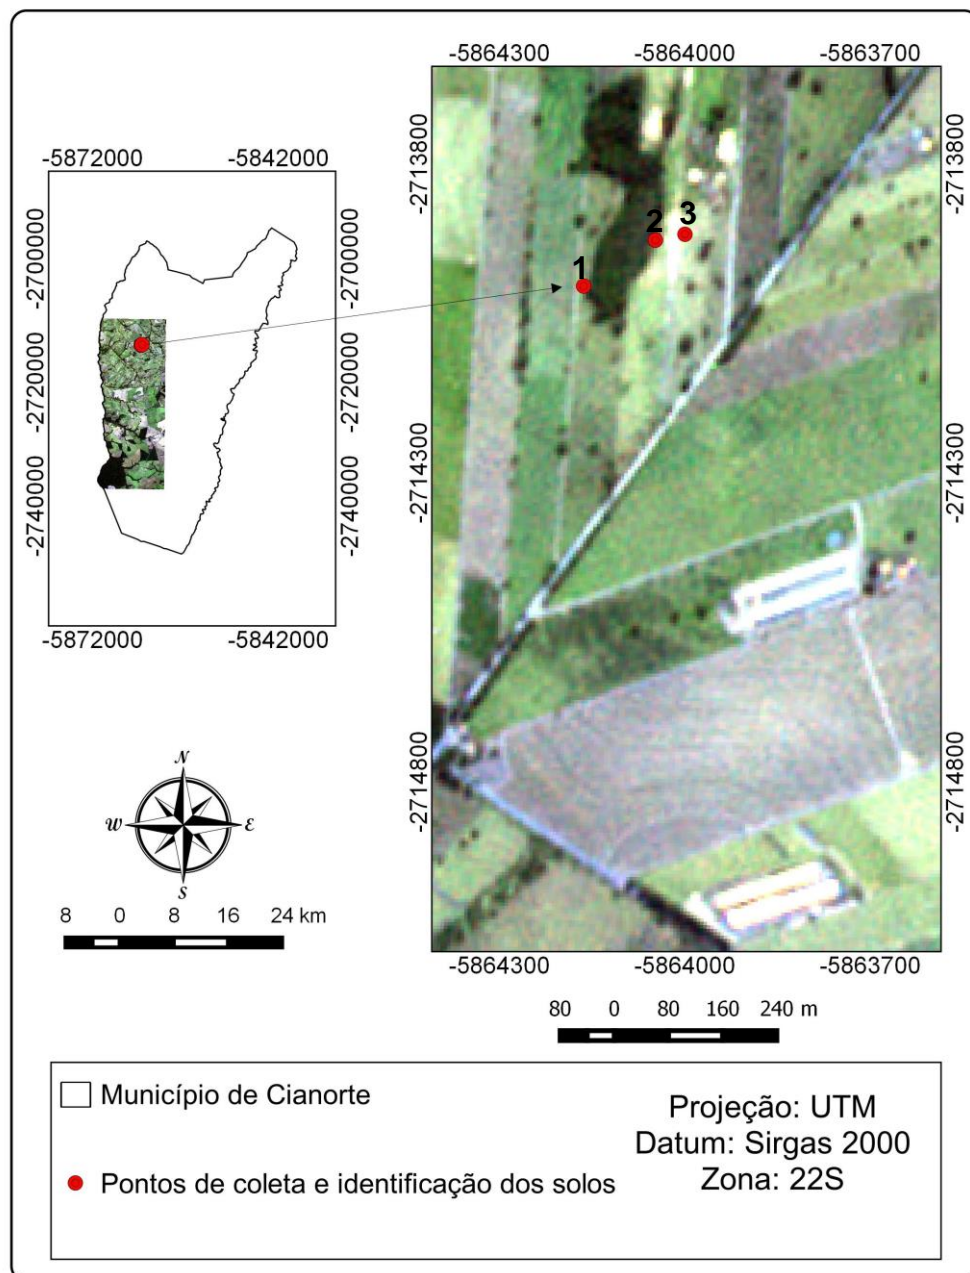 -5864300 -5864000 -5863700
-2713800 -2713800
-5872000 -5842000
-2700000 -2700000
1 2 3
-2720000 -2720000
-2714300 -2714300
-2740000 -2740000
-5872000 -5842000
-2714800 -2714800
N
W E
S
8 0 8 16 24 km
-5864300 -5864000 -5863700
80 0 80 160 240 m
Município de Cianorte
Pontos de coleta e identificação dos solos
Projeção: UTM
Datum: Sirgas 2000
Zona: 22S